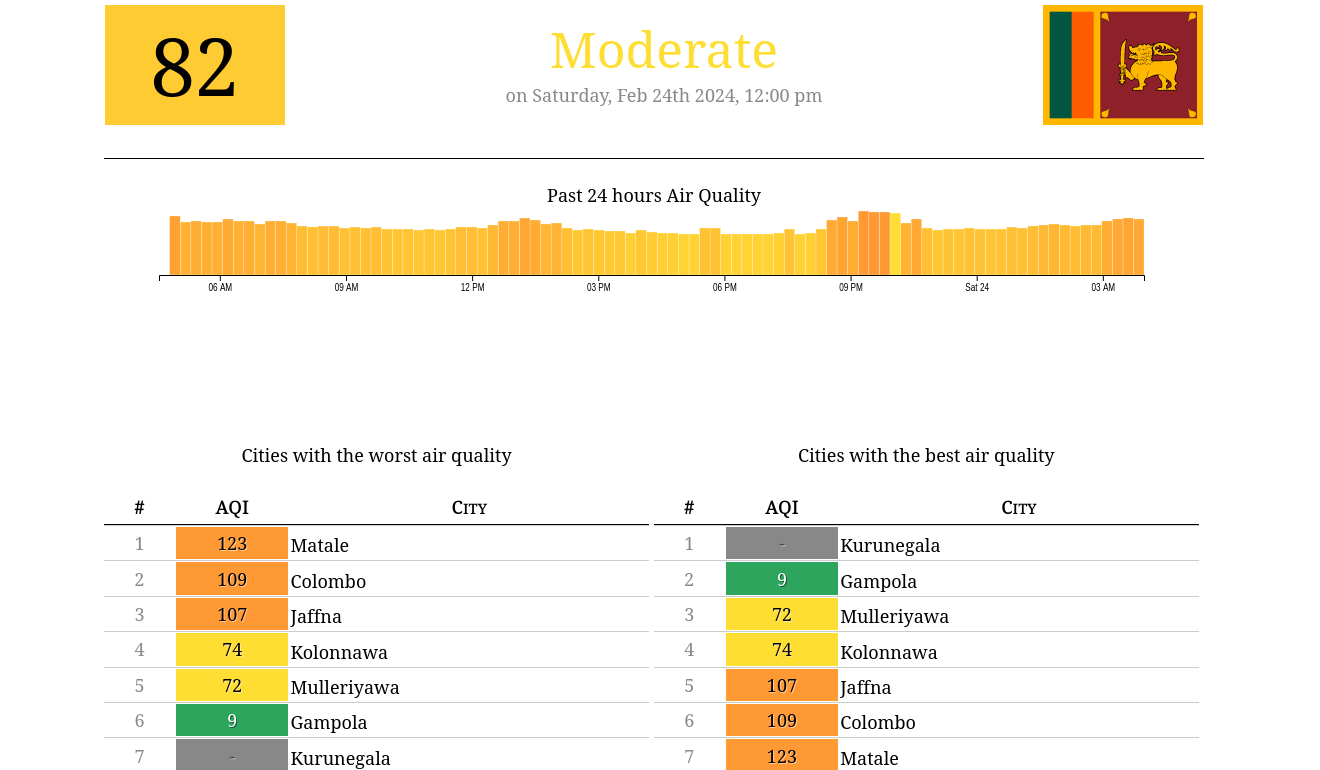 82
Moderate
on Saturday, Feb 24th 2024, 12:00 pm
Past 24 hours Air Quality
06 AM 09 AM 12 PM 03 PM 06 PM 09 PM Sat 24 03 AM
Cities with the worst air quality
# AQI City
1 123 Matale
2 109 Colombo
3 107 Jaffna
4 74 Kolonnawa
5 72 Mulleriyawa
6 9 Gampola
7 - Kurunegala
Cities with the best air quality
# AQI City
1 - Kurunegala
2 9 Gampola
3 72 Mulleriyawa
4 74 Kolonnawa
5 107 Jaffna
6 109 Colombo
7 123 Matale